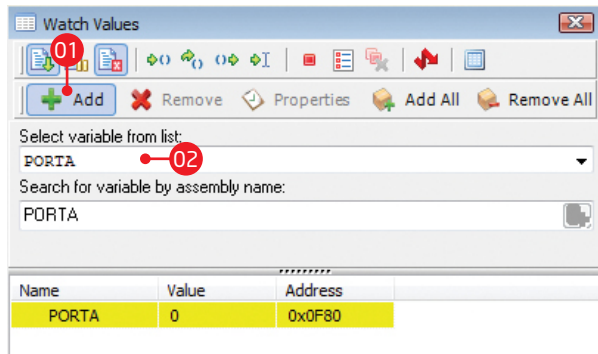 Watch Values
01
Add Remove Properties Add All Remove All
Select variable from list:
PORTA 02
Search for variable by assembly name:
PORTA
Name Value Address
PORTA 0 0x0F80